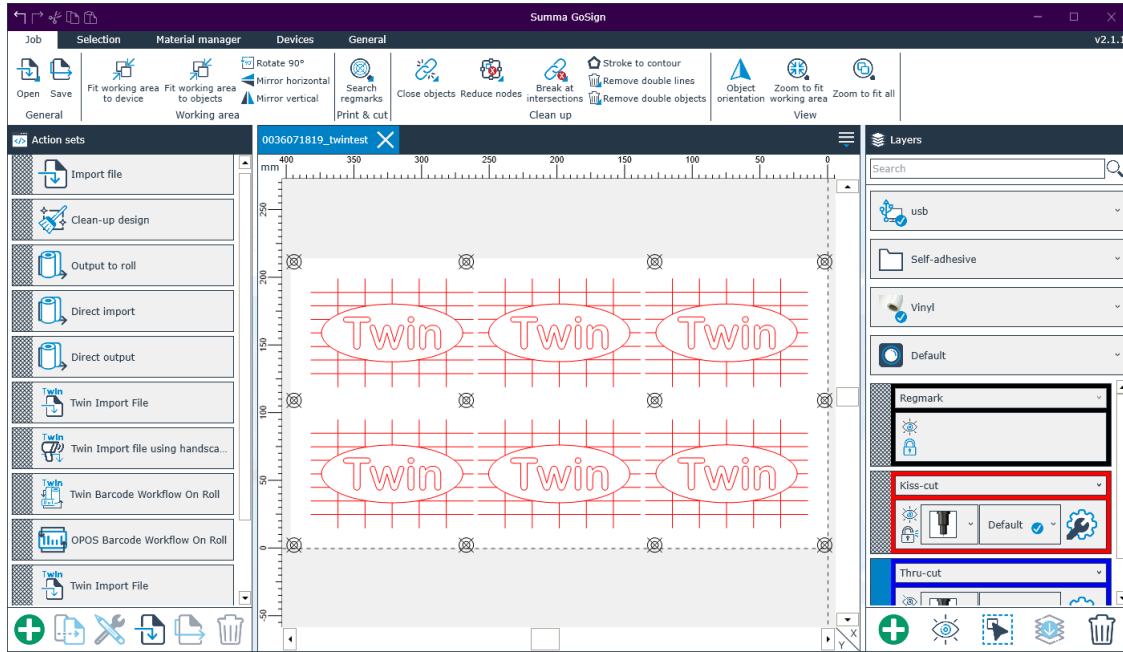 Summa GoSign
Job Selection Material manager Devices General v2.1.1
Open Save
General
Fit working area to device
Fit working area to objects
Rotate 90°
Mirror horizontal
Mirror vertical
Working area
Search regmarks
Print & cut
Close objects Reduce nodes
Break at intersections
Stroke to contour
Remove double lines
Remove double objects
Clean up
Object orientation
Zoom to fit working area
Zoom to fit all
View
Action sets
Import file
Clean-up design
Output to roll
Direct import
Direct output
Twin
Twin Import File
Twin
Twin Import file using handsca...
Twin
Twin Barcode Workflow On Roll
OPOS Barcode Workflow On Roll
Twin
Twin Import File
0036071819_twintest
mm 400 350 300 250 200 150 100 50 0
250
200
150
100
50
0
-50
Twin Twin Twin
Twin Twin Twin
X
Y
Layers
Search
usb
Self-adhesive
Vinyl
Default
Regmark
Kiss-cut
Default
Thru-cut